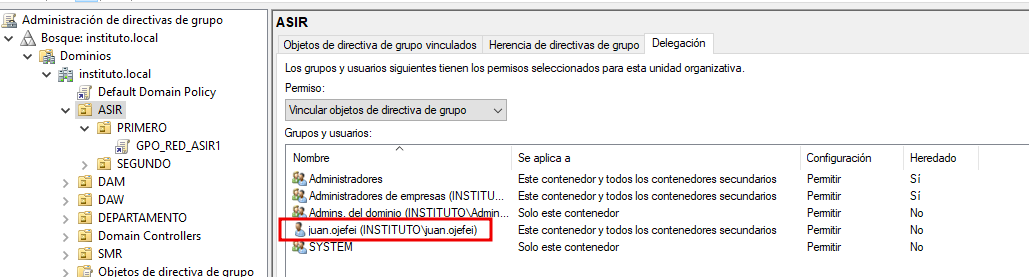 Administración de directivas de grupo
Bosque: instituto.local
Dominios
instituto.local
Default Domain Policy
ASIR
PRIMERO
GPO_RED_ASIR1
SEGUNDO
DAM
DAW
DEPARTAMENTO
Domain Controllers
SMR
Objetos de directiva de grupo
ASIR
Objetos de directiva de grupo vinculados Herencia de directivas de grupo Delegación
Los grupos y usuarios siguientes tienen los permisos seleccionados para esta unidad organizativa.
Permiso:
Vincular objetos de directiva de grupo
Grupos y usuarios:
Nombre Se aplica a Configuración Heredado
Administradores Este contenedor y todos los contenedores secundarios Permitir Sí
Administradores de empresas (INSTITU... Este contenedor y todos los contenedores secundarios Permitir Sí
Admins. del dominio (INSTITUTO\Admin... Solo este contenedor Permitir No
juan.ojefei (INSTITUTO\juan.ojefei) Este contenedor y todos los contenedores secundarios Permitir No
SYSTEM Solo este contenedor Permitir No